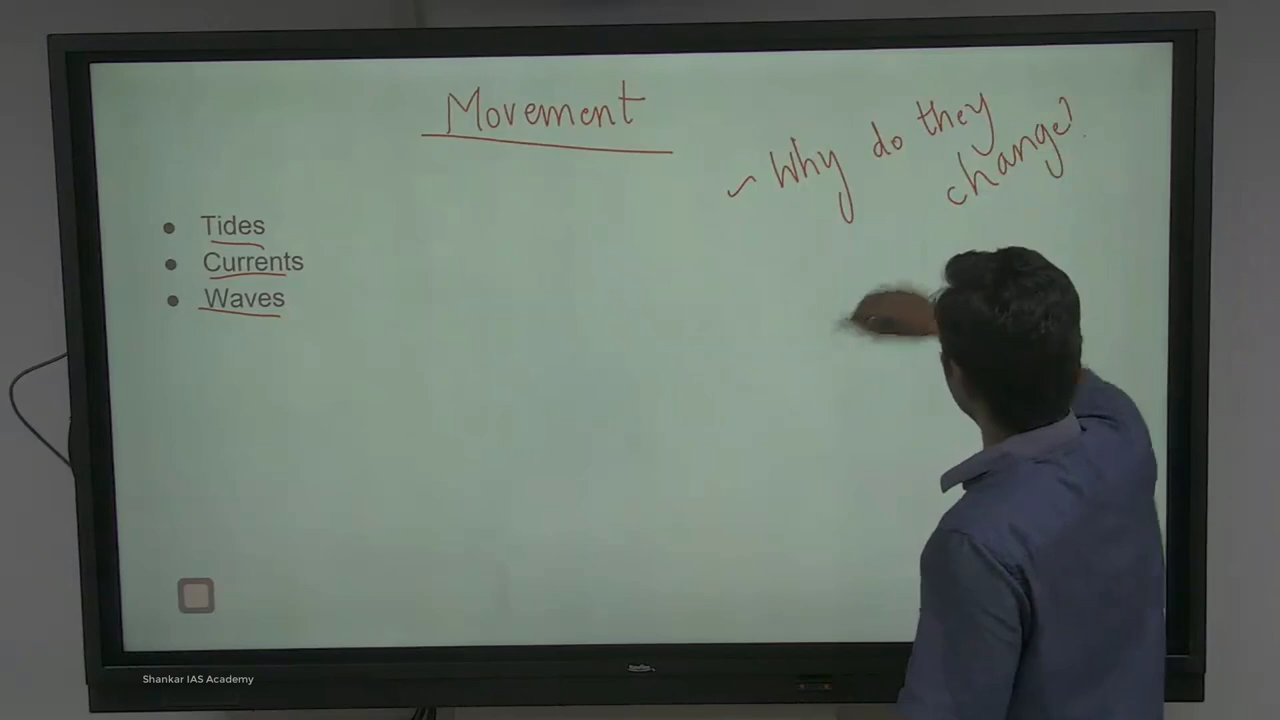 Movement
~ Why do they
change?
• Tides
• Currents
• Waves
Shankar IAS Academy